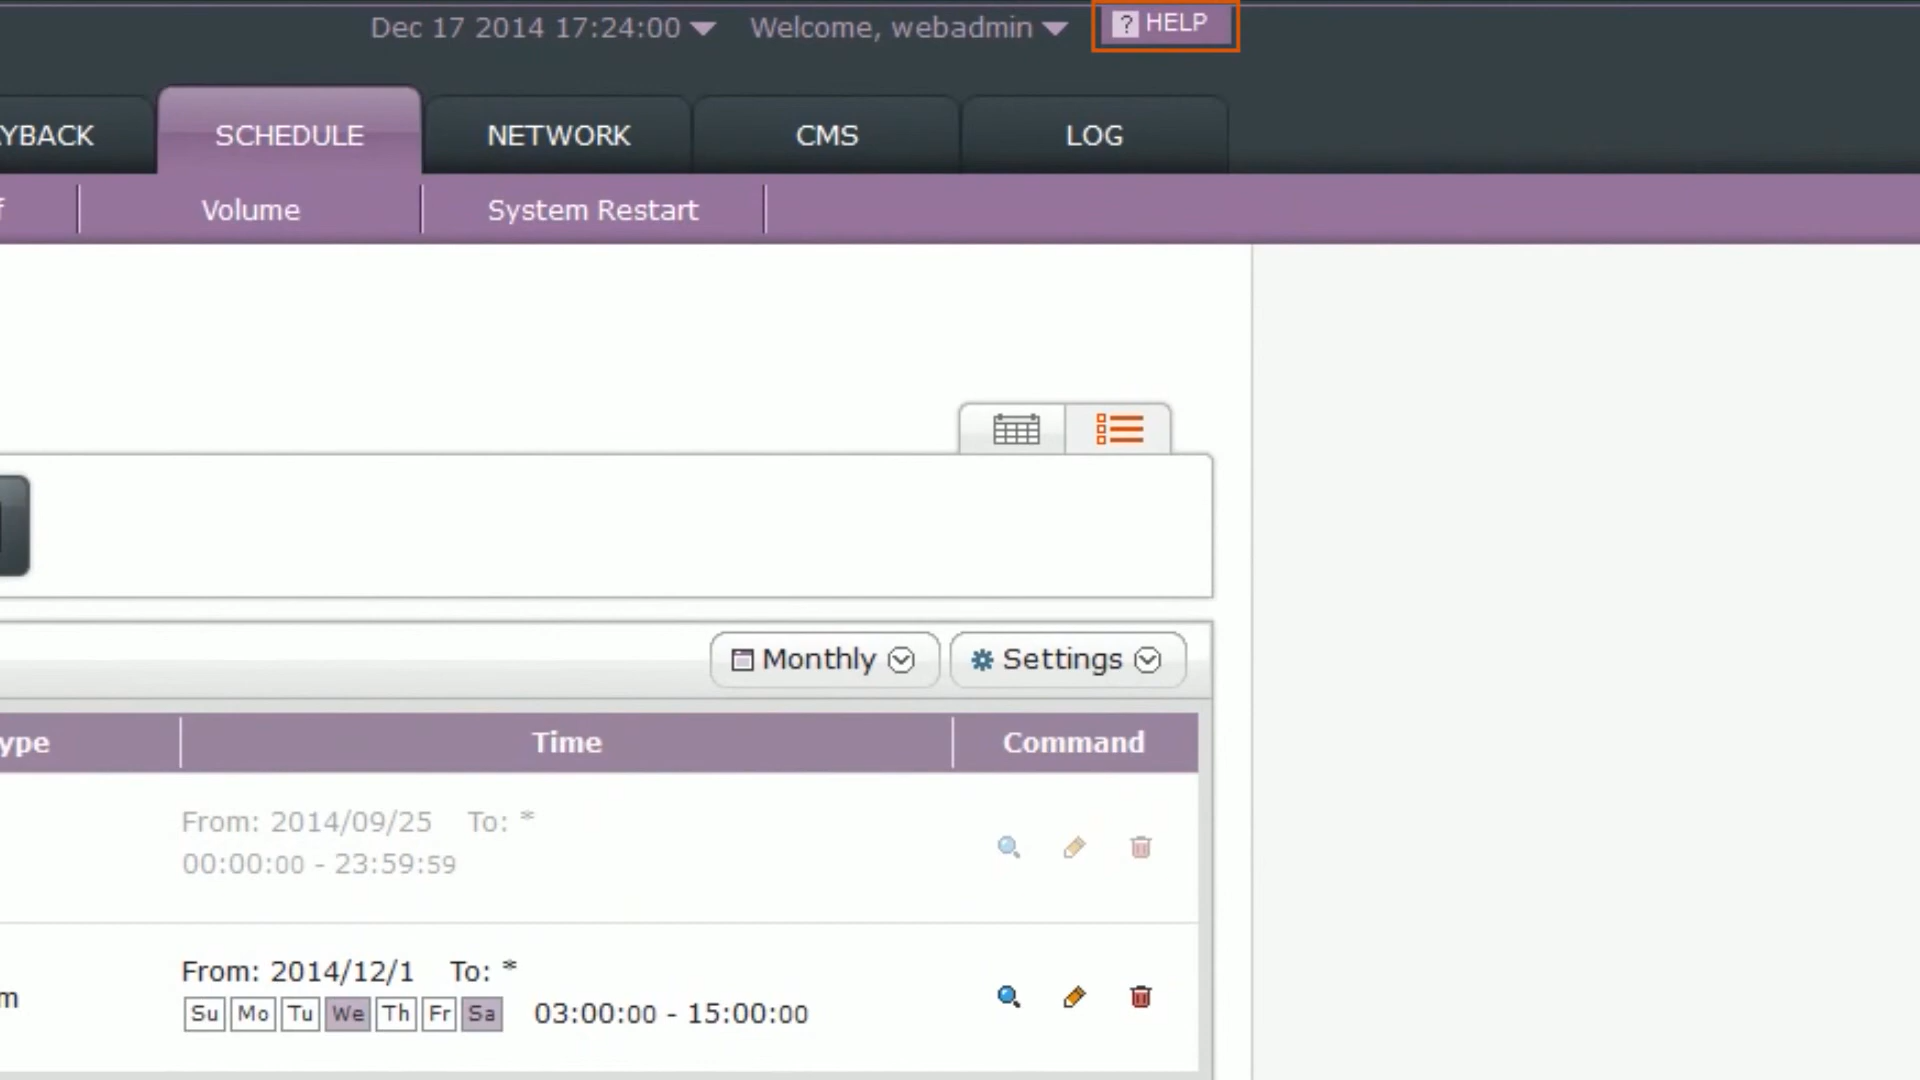 Dec 17 2014 17:24:00 Welcome, webadmin ? HELP
YBACK SCHEDULE NETWORK CMS LOG
f Volume System Restart
Monthly Settings
ype Time Command
From: 2014/09/25 To: *
00:00:00 - 23:59:59
From: 2014/12/1 To: *
m
Su Mo Tu We Th Fr Sa 03:00:00 - 15:00:00